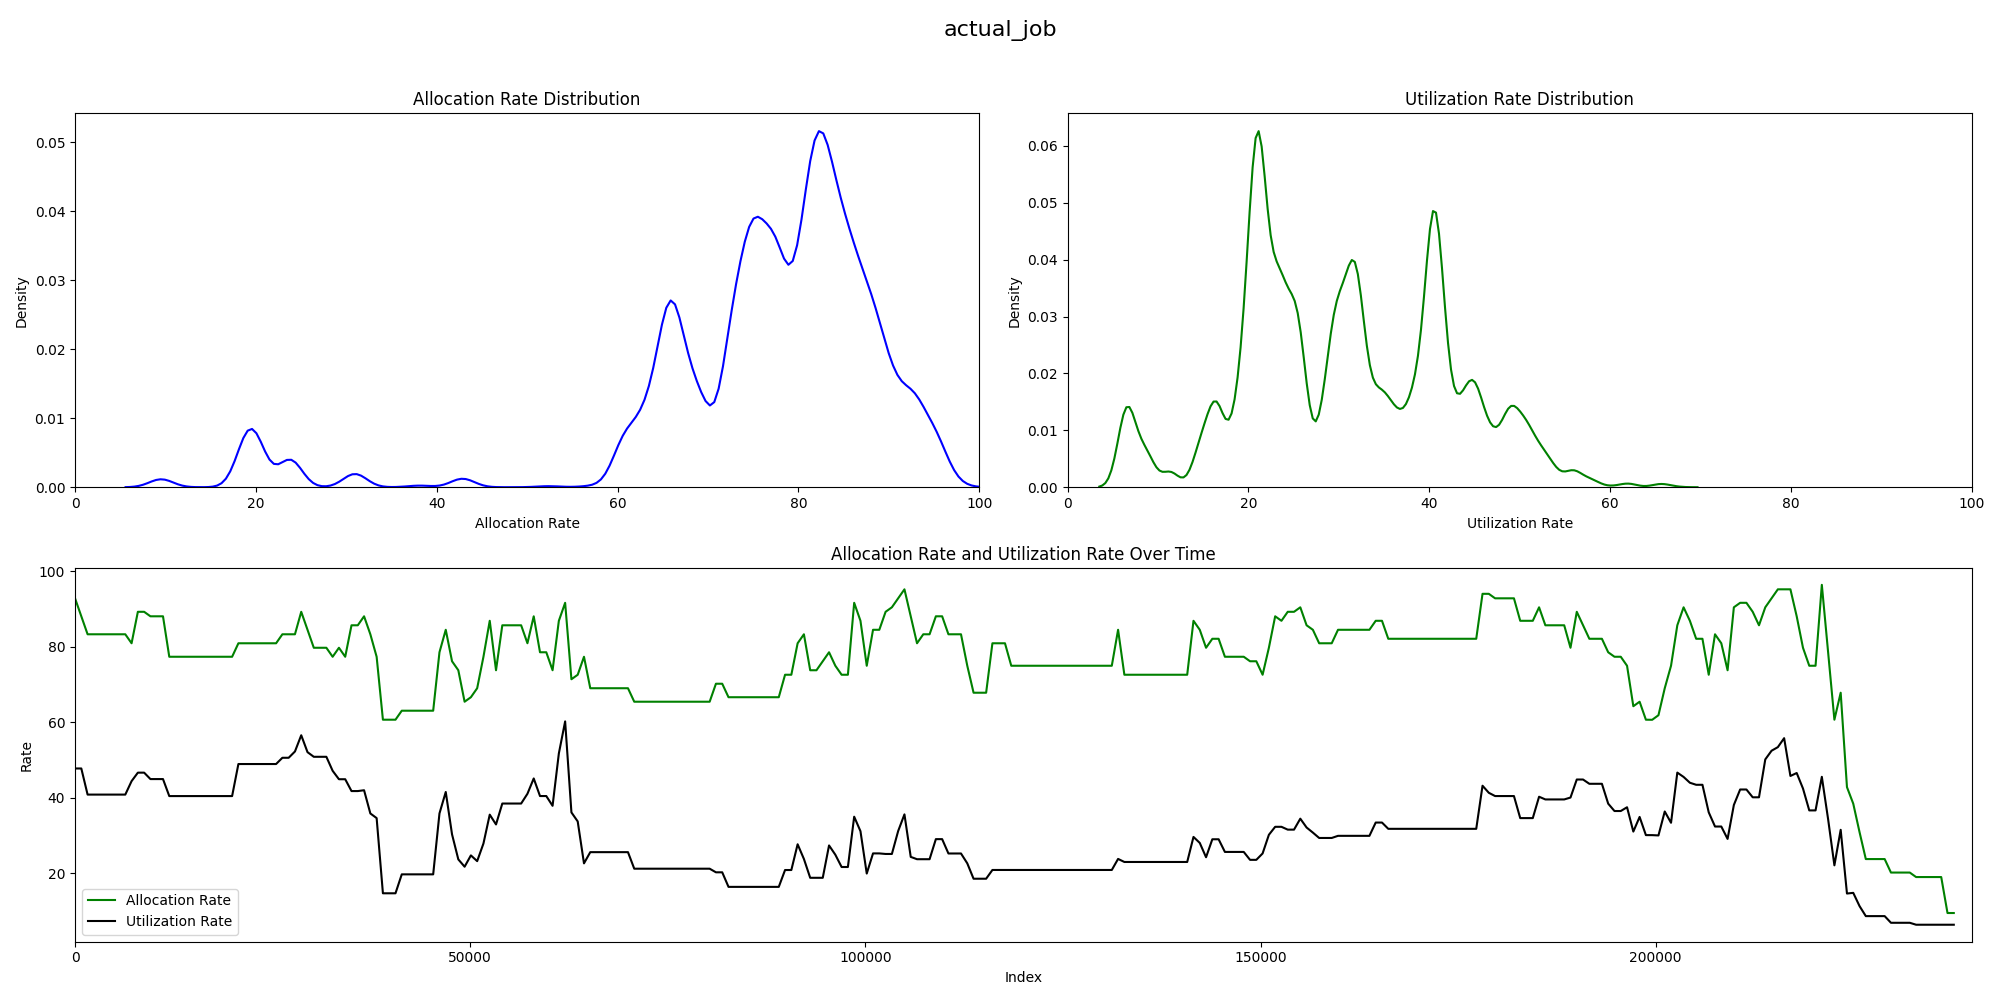 actual_job
Allocation Rate Distribution
Density
0.05
0.04
0.03
0.02
0.01
0.00
0 20 40 60 80 100
Allocation Rate
Utilization Rate Distribution
Density
0.06
0.05
0.04
0.03
0.02
0.01
0.00
0 20 40 60 80 100
Utilization Rate
Allocation Rate and Utilization Rate Over Time
Rate
100
80
60
40
20
Allocation Rate
Utilization Rate
0 50000 100000 150000 200000
Index